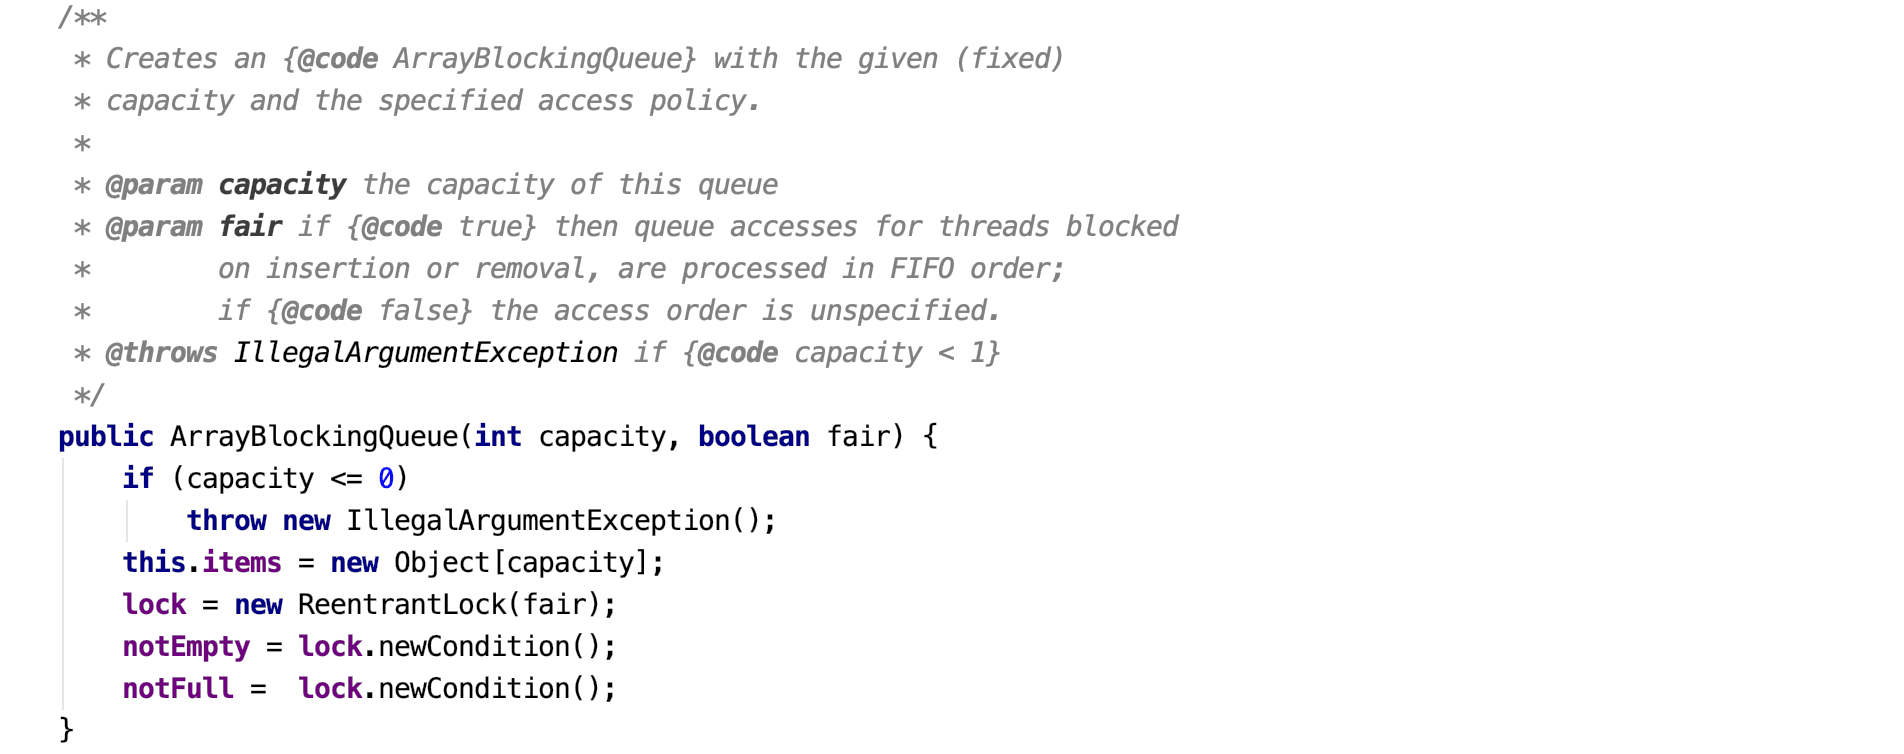 /**
 * Creates an {@code ArrayBlockingQueue} with the given (fixed)
 * capacity and the specified access policy.
 *
 * @param capacity the capacity of this queue
 * @param fair if {@code true} then queue accesses for threads blocked
 *        on insertion or removal, are processed in FIFO order;
 *        if {@code false} the access order is unspecified.
 * @throws IllegalArgumentException if {@code capacity < 1}
 */
public ArrayBlockingQueue(int capacity, boolean fair) {
    if (capacity <= 0)
        throw new IllegalArgumentException();
    this.items = new Object[capacity];
    lock = new ReentrantLock(fair);
    notEmpty = lock.newCondition();
    notFull =  lock.newCondition();
}